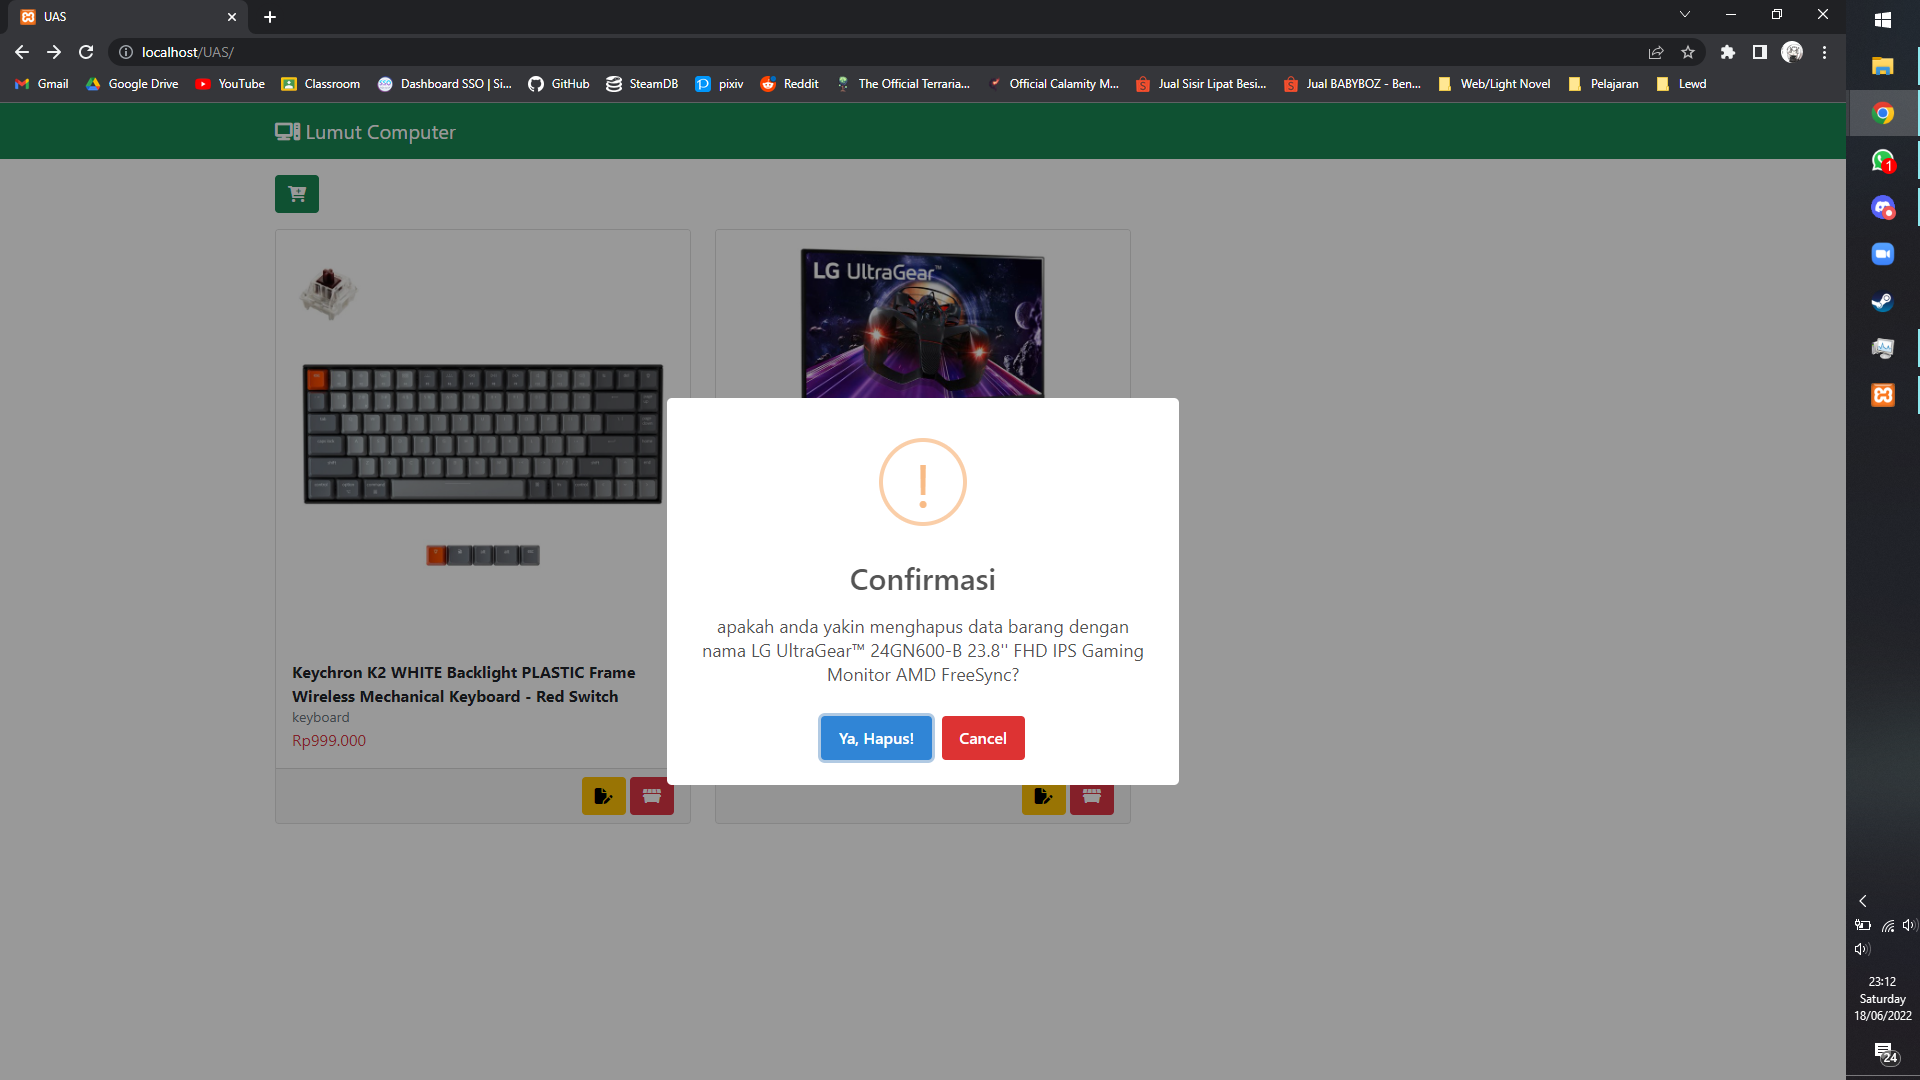 UAS
localhost/UAS/
Gmail
Google Drive
YouTube
Classroom
Dashboard SSO | Si...
GitHub
SteamDB
pixiv
Reddit
The Official Terraria...
Official Calamity M...
Jual Sisir Lipat Besi...
Jual BABYBOZ - Ben...
Web/Light Novel
Pelajaran
Lewd
Lumut Computer
LG UltraGear™
Confirmasi
apakah anda yakin menghapus data barang dengan
nama LG UltraGear™ 24GN600-B 23.8'' FHD IPS Gaming
Monitor AMD FreeSync?
Ya, Hapus!
Cancel
Keychron K2 WHITE Backlight PLASTIC Frame
Wireless Mechanical Keyboard - Red Switch
keyboard
Rp999.000
1
23:12
Saturday
18/06/2022
24